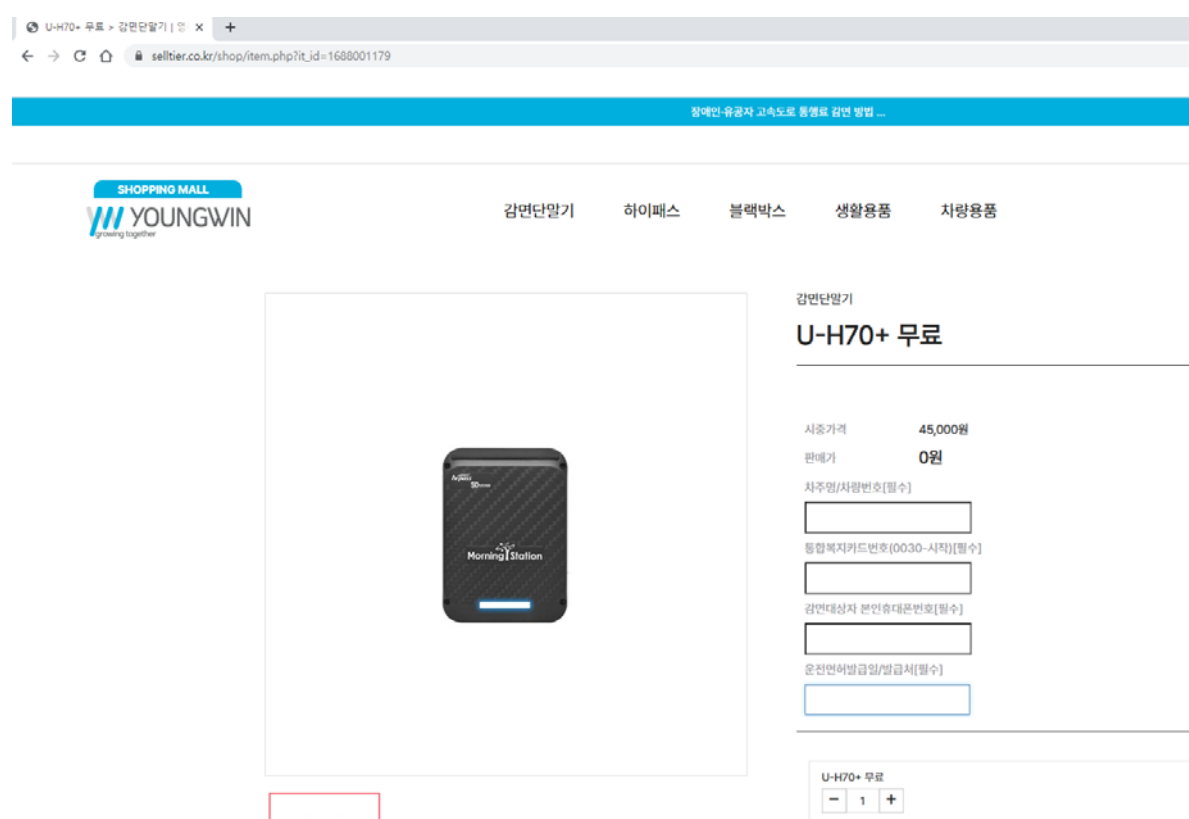 U-H70+ 무료 > 감면단말기 | 영
selltier.co.kr/shop/item.php?it_id=1688001179
장애인·유공자 고속도로 통행료 감면 방법 ...
SHOPPING MALL
YOUNGWIN
growing together
감면단말기 하이패스 블랙박스 생활용품 차량용품
감면단말기
U-H70+ 무료
시중가격 45,000원
판매가 0원
차주명/차량번호[필수]
통합복지카드번호(0030-시작)[필수]
감면대상자 본인휴대폰번호[필수]
운전면허발급일/발급처[필수]
Morning Station
U-H70+ 무료
- 1 +